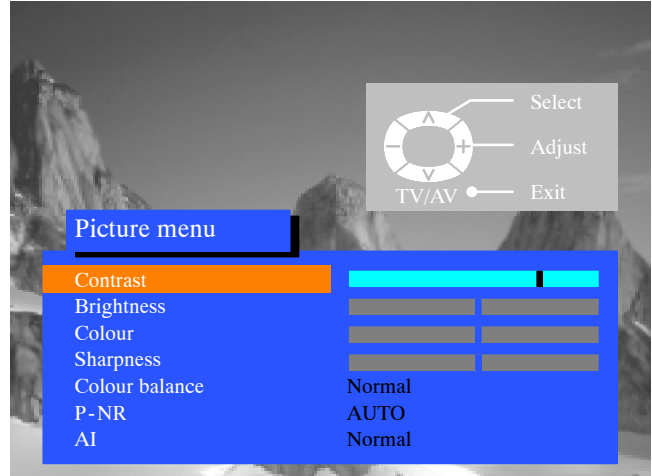 Select
Adjust
TV/AV Exit
Picture menu
Contrast
Brightness
Colour
Sharpness
Colour balance Normal
P-NR AUTO
AI Normal